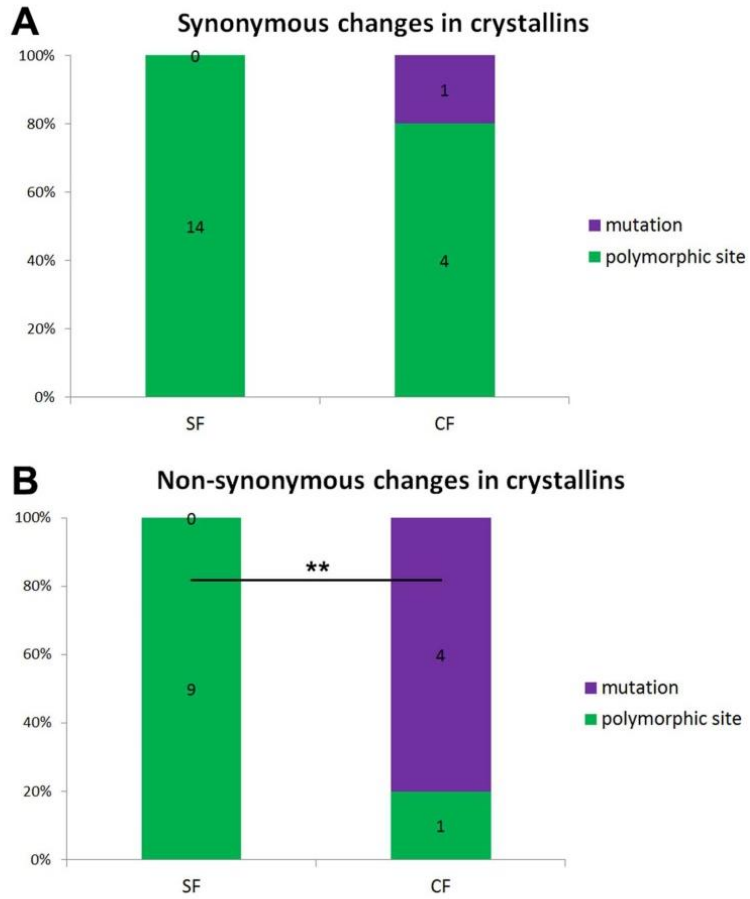 A
Synonymous changes in crystallins
100%
80%
60%
40%
20%
0%
0
14
1
4
SF
CF
mutation
polymorphic site
B
Non-synonymous changes in crystallins
100%
80%
60%
40%
20%
0%
0
9
**
4
1
SF
CF
mutation
polymorphic site